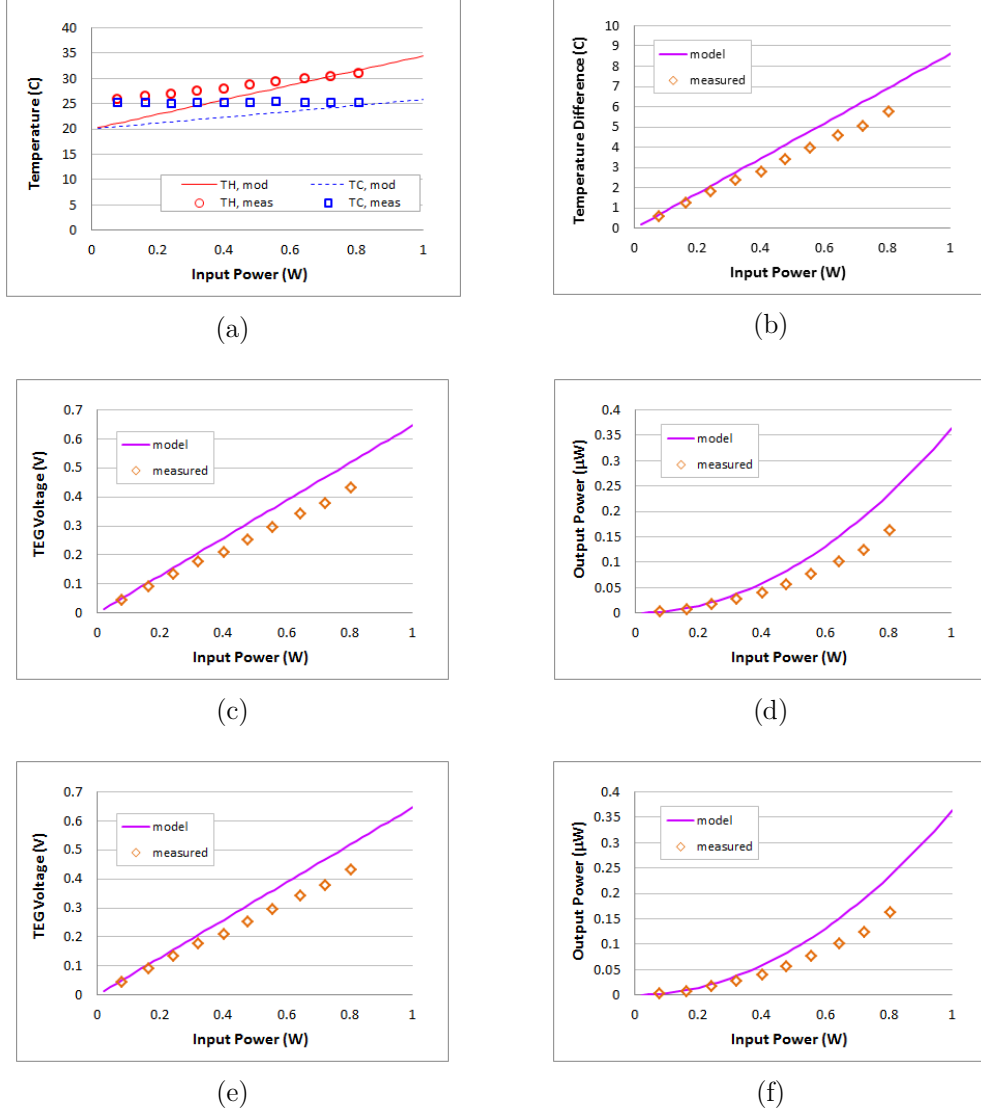 40
35
30
25
20
15
10
5
0
Temperature (C)
TH, mod
TC, mod
TH, meas
TC, meas
0 0.2 0.4 0.6 0.8 1
Input Power (W)
(a)
10
9
8
7
6
5
4
3
2
1
0
Temperature Difference (C)
model
measured
0 0.2 0.4 0.6 0.8 1
Input Power (W)
(b)
0.7
0.6
0.5
0.4
0.3
0.2
0.1
0
TEG Voltage (V)
model
measured
0 0.2 0.4 0.6 0.8 1
Input Power (W)
(c)
0.4
0.35
0.3
0.25
0.2
0.15
0.1
0.05
0
Output Power (µW)
model
measured
0 0.2 0.4 0.6 0.8 1
Input Power (W)
(d)
0.7
0.6
0.5
0.4
0.3
0.2
0.1
0
TEG Voltage (V)
model
measured
0 0.2 0.4 0.6 0.8 1
Input Power (W)
(e)
0.4
0.35
0.3
0.25
0.2
0.15
0.1
0.05
0
Output Power (µW)
model
measured
0 0.2 0.4 0.6 0.8 1
Input Power (W)
(f)